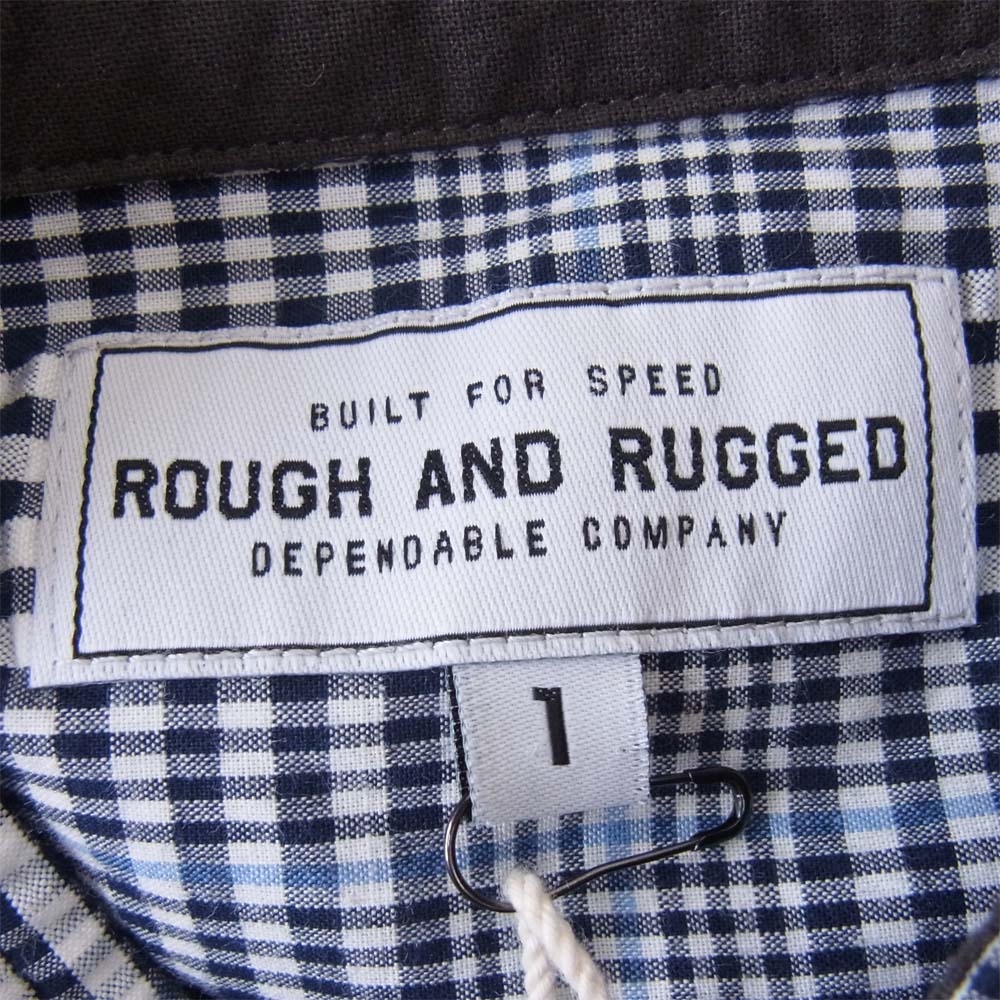 BUILT FOR SPEED
ROUGH AND RUGGED
DEPENDABLE COMPANY
1